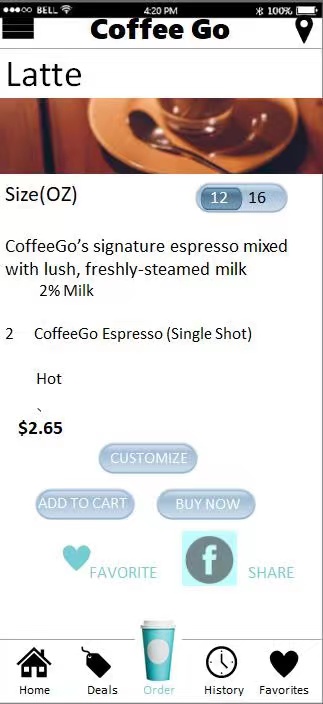 BELL 4:20 PM 100%
Coffee Go
Latte
Size(OZ) 12 16
CoffeeGo’s signature espresso mixed
with lush, freshly-steamed milk
2% Milk
2 CoffeeGo Espresso (Single Shot)
Hot
、
$2.65
CUSTOMIZE
ADD TO CART BUY NOW
FAVORITE f SHARE
Home Deals Order History Favorites